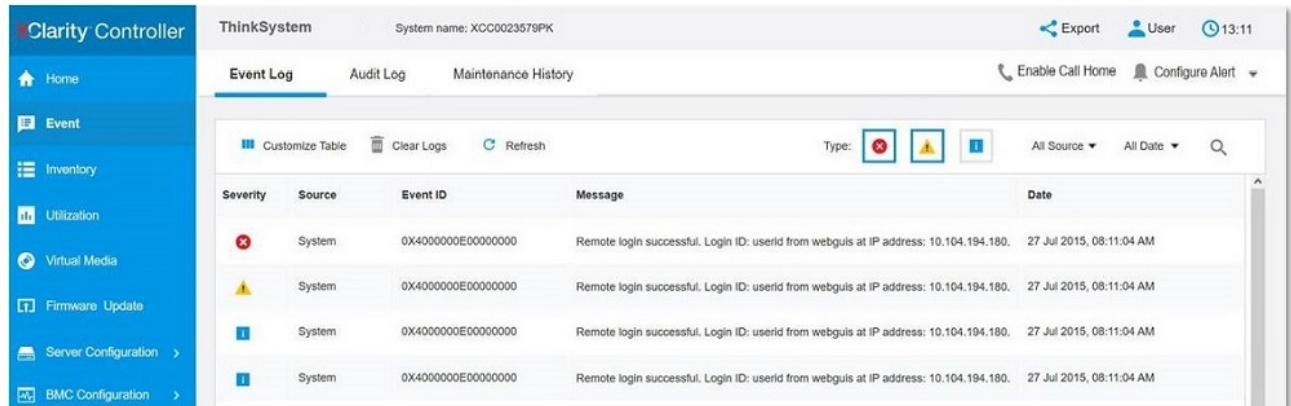 XClarity Controller
ThinkSystem System name: XCC0023579PK Export User 13:11
Home
Event Log Audit Log Maintenance History Enable Call Home Configure Alert
Event
Customize Table Clear Logs Refresh Type: All Source All Date
Inventory
Severity Source Event ID Message Date
Utilization
System 0X4000000E00000000 Remote login successful. Login ID: userid from webguis at IP address: 10.104.194.180. 27 Jul 2015, 08:11:04 AM
Virtual Media
System 0X4000000E00000000 Remote login successful. Login ID: userid from webguis at IP address: 10.104.194.180. 27 Jul 2015, 08:11:04 AM
Firmware Update
System 0X4000000E00000000 Remote login successful. Login ID: userid from webguis at IP address: 10.104.194.180. 27 Jul 2015, 08:11:04 AM
Server Configuration
System 0X4000000E00000000 Remote login successful. Login ID: userid from webguis at IP address: 10.104.194.180. 27 Jul 2015, 08:11:04 AM
BMC Configuration